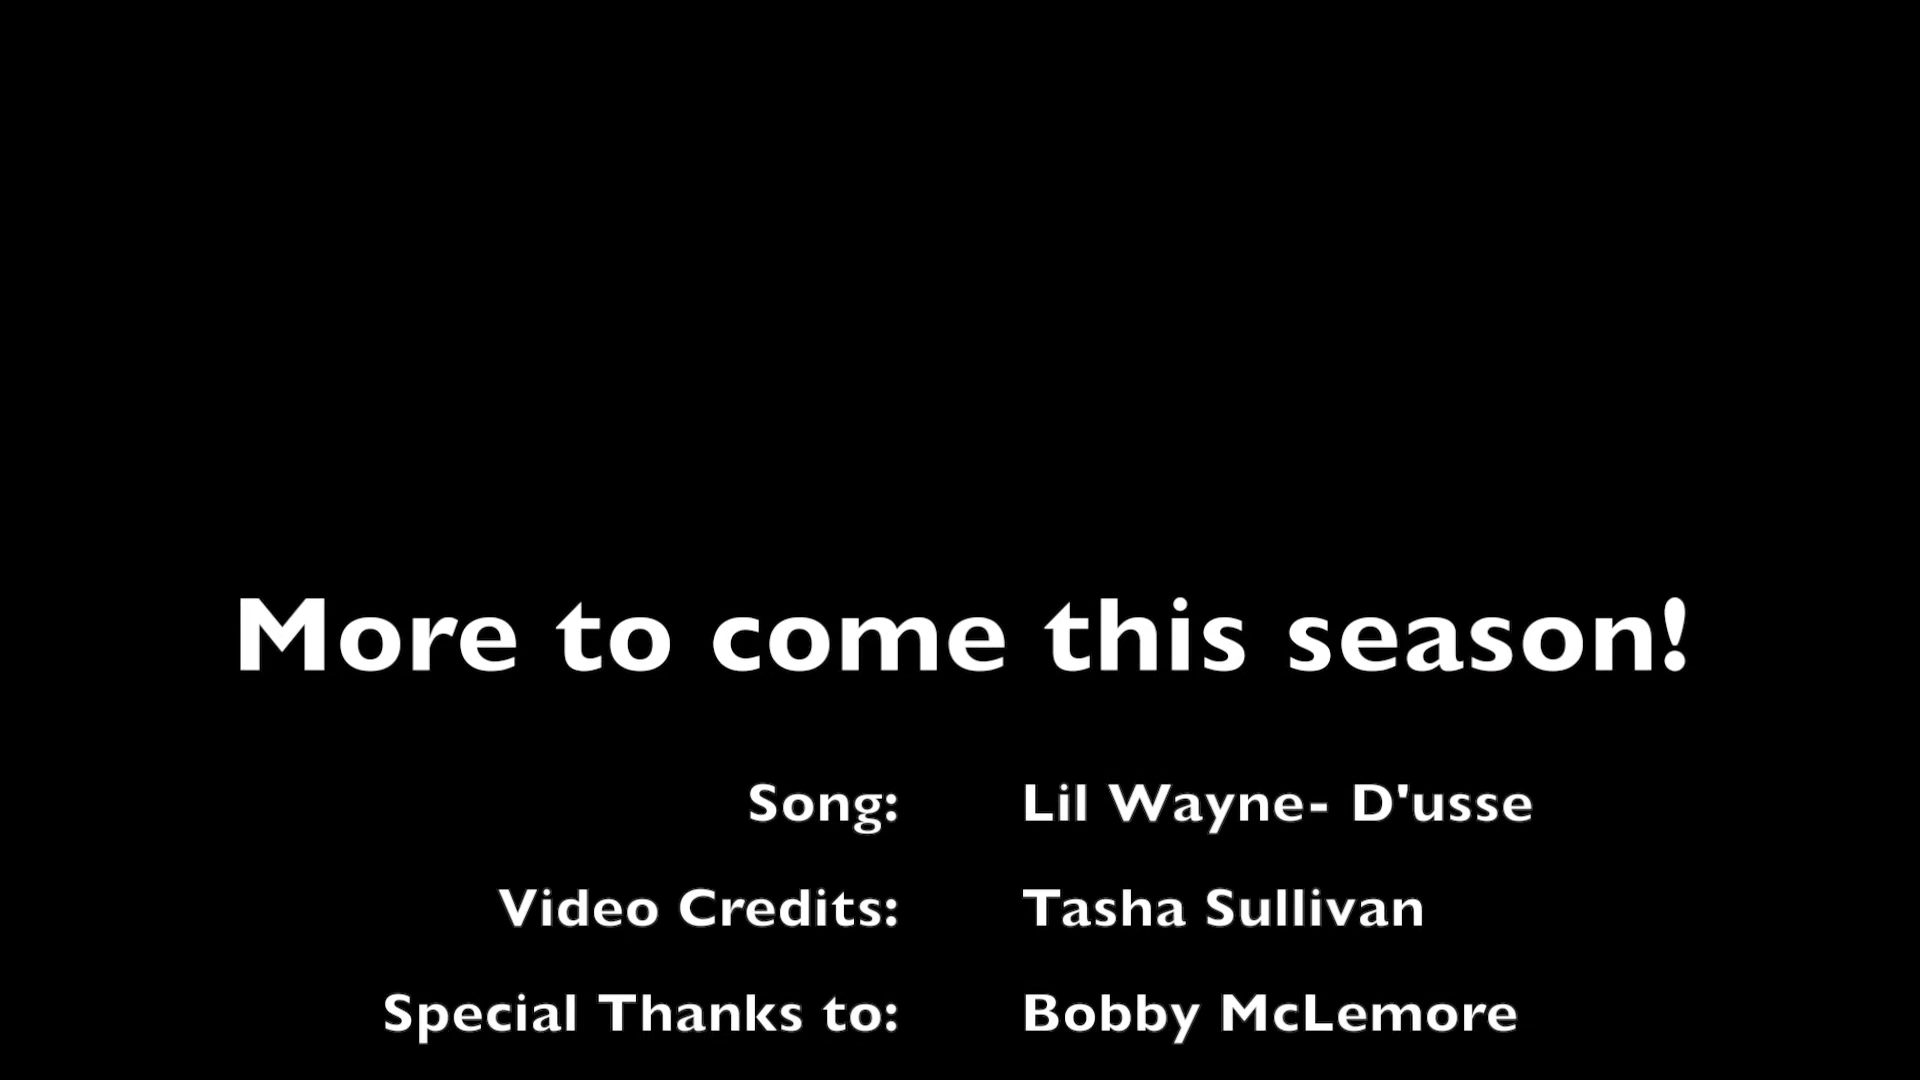 More to come this season!
Song: Lil Wayne- D'usse
Video Credits: Tasha Sullivan
Special Thanks to: Bobby McLemore